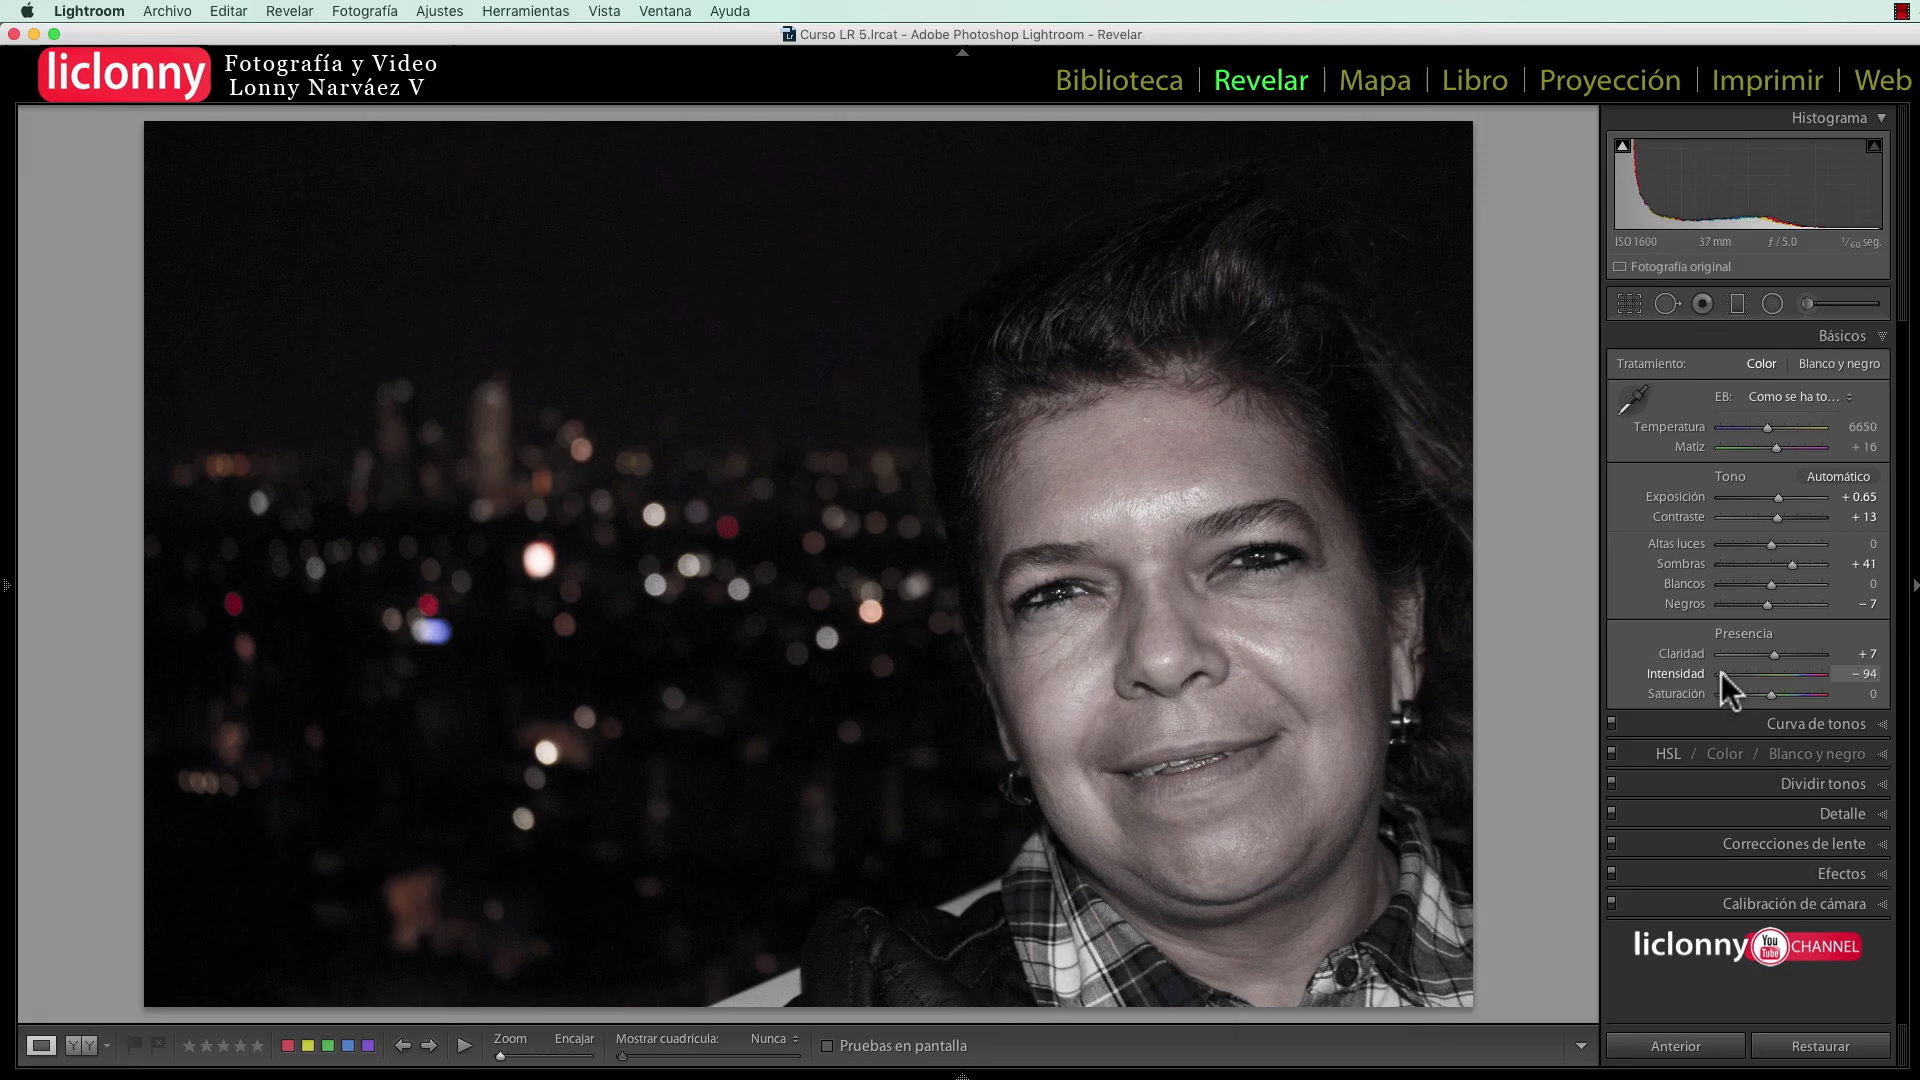 Lightroom Archivo Editar Revelar Fotografía Ajustes Herramientas Vista Ventana Ayuda
Curso LR 5.lrcat - Adobe Photoshop Lightroom - Revelar
liclonny Fotografía y Video
Lonny Narváez V
Biblioteca | Revelar | Mapa | Libro | Proyección | Imprimir | Web
Histograma
ISO 1600 37 mm ƒ / 5.0 1/60 seg.
Fotografía original
Básicos
Tratamiento: Color | Blanco y negro
EB: Como se ha to…
Temperatura 6650
Matiz + 16
Tono Automático
Exposición + 0.65
Contraste + 13
Altas luces 0
Sombras + 41
Blancos 0
Negros − 7
Presencia
Claridad + 7
Intensidad − 94
Saturación 0
Curva de tonos
HSL / Color / Blanco y negro
Dividir tonos
Detalle
Correcciones de lente
Efectos
Calibración de cámara
liclonny You Tube CHANNEL
YY Zoom Encajar Mostrar cuadrícula: Nunca Pruebas en pantalla
Anterior Restaurar